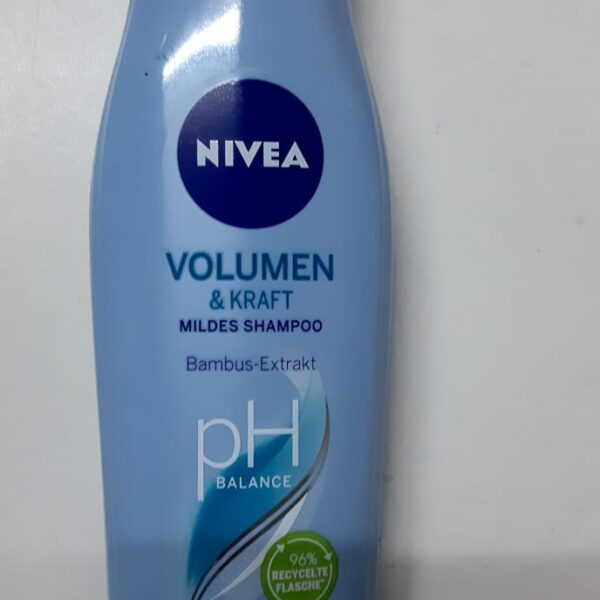 NIVEA
VOLUMEN
& KRAFT
MILDES SHAMPOO
Bambus-Extrakt
pH
BALANCE
96%
RECYCELTE
FLASCHE*